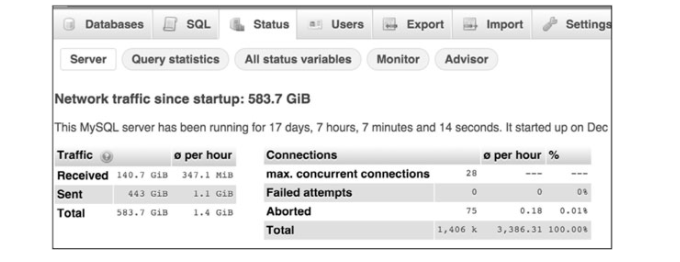 Databases SQL Status Users Export Import Settings
Server Query statistics All status variables Monitor Advisor
Network traffic since startup: 583.7 GiB
This MySQL server has been running for 17 days, 7 hours, 7 minutes and 14 seconds. It started up on Dec
Traffic ø per hour
Received 140.7 GiB 347.1 MiB
Sent 443 GiB 1.1 GiB
Total 583.7 GiB 1.4 GiB
Connections ø per hour %
max. concurrent connections 28 --- ---
Failed attempts 0 0 0%
Aborted 75 0.18 0.01%
Total 1,406 k 3,386.31 100.00%